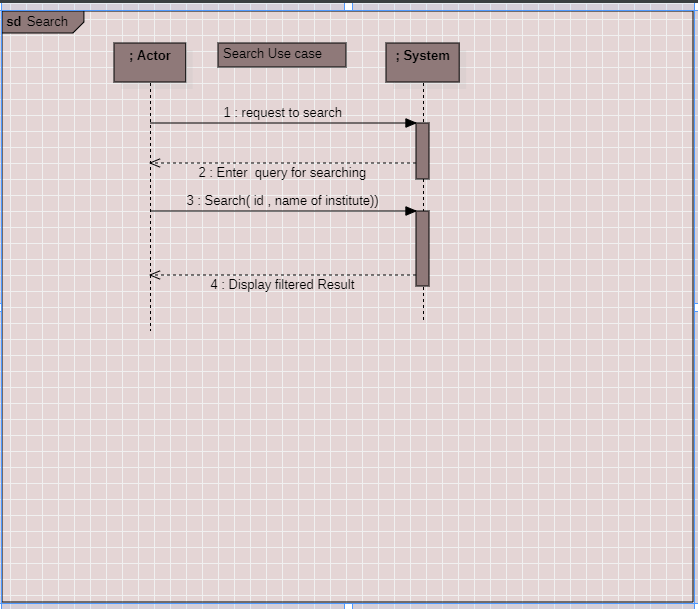 sd Search
; Actor
Search Use case
; System
1 : request to search
2 : Enter query for searching
3 : Search( id , name of institute))
4 : Display filtered Result